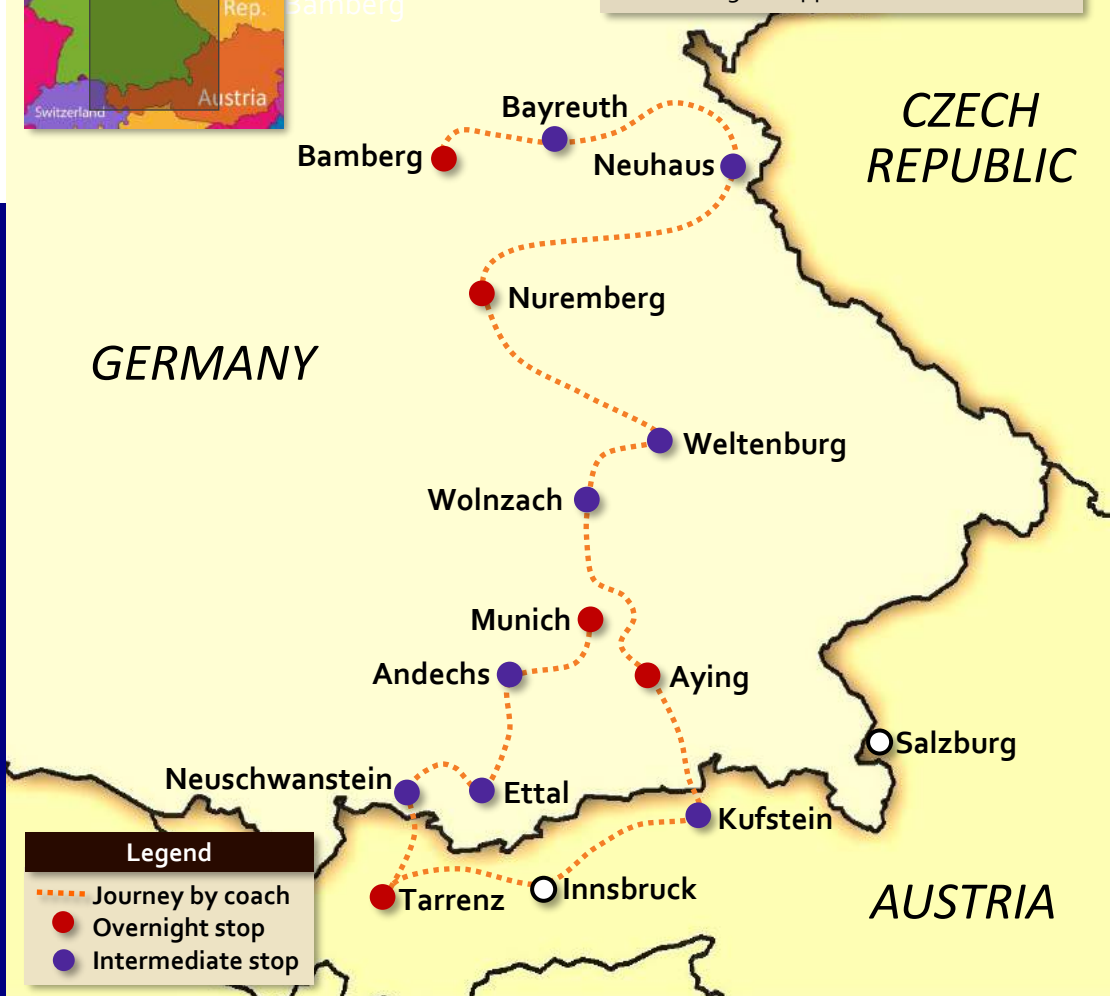 Rep.
Bamberg
Austria
Switzerland
CZECH
REPUBLIC
Bayreuth
Bamberg
Neuhaus
Nuremberg
GERMANY
Weltenburg
Wolnzach
Munich
Andechs
Aying
Salzburg
Neuschwanstein
Ettal
Kufstein
Legend
Journey by coach
Overnight stop
Intermediate stop
Tarrenz
Innsbruck
AUSTRIA